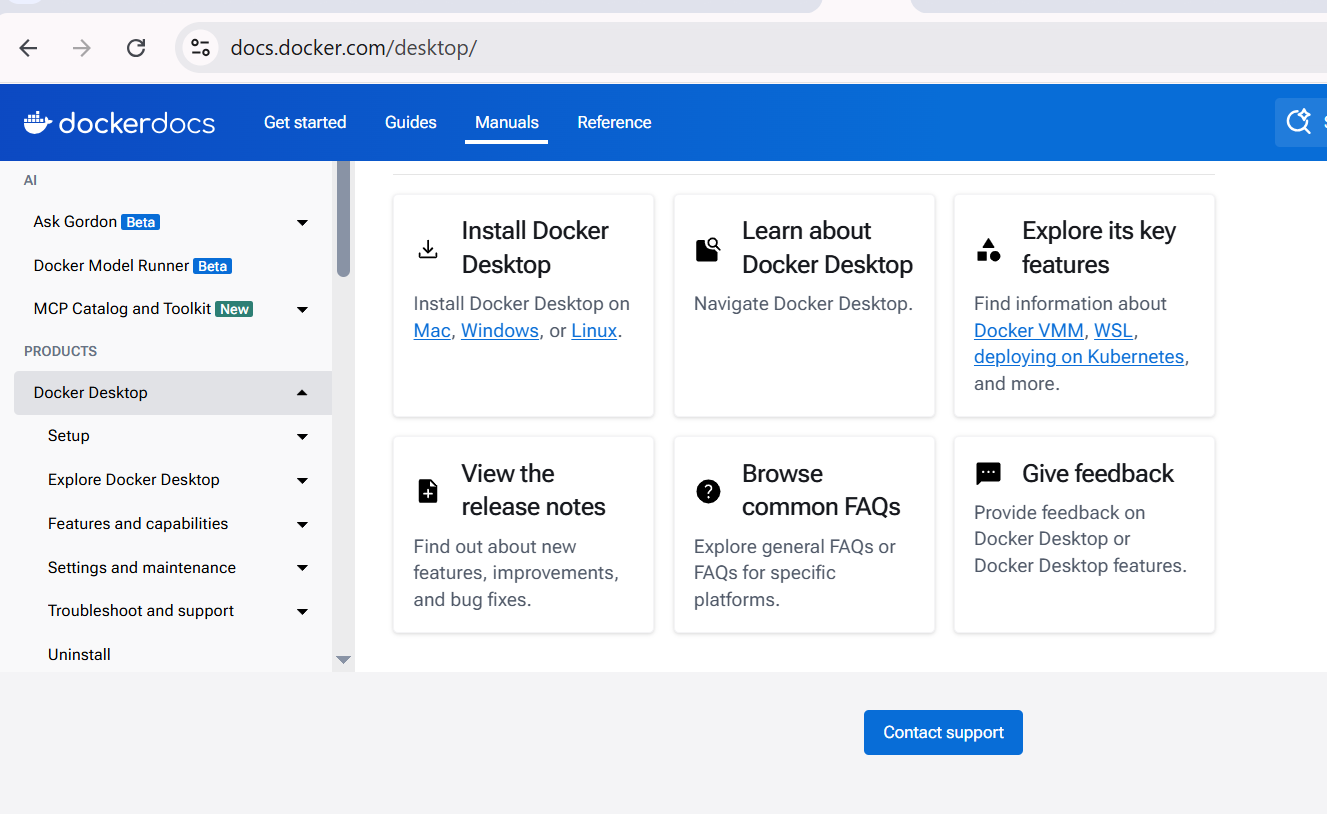 docs.docker.com/desktop/
dockerdocs
Get started
Guides
Manuals
Reference
AI
Ask Gordon Beta
Docker Model Runner Beta
MCP Catalog and Toolkit New
PRODUCTS
Docker Desktop
Setup
Explore Docker Desktop
Features and capabilities
Settings and maintenance
Troubleshoot and support
Uninstall
Install Docker
Desktop
Install Docker Desktop on
Mac, Windows, or Linux.
Learn about
Docker Desktop
Navigate Docker Desktop.
Explore its key
features
Find information about
Docker VMM, WSL,
deploying on Kubernetes,
and more.
View the
release notes
Find out about new
features, improvements,
and bug fixes.
Browse
common FAQs
Explore general FAQs or
FAQs for specific
platforms.
Give feedback
Provide feedback on
Docker Desktop or
Docker Desktop features.
Contact support